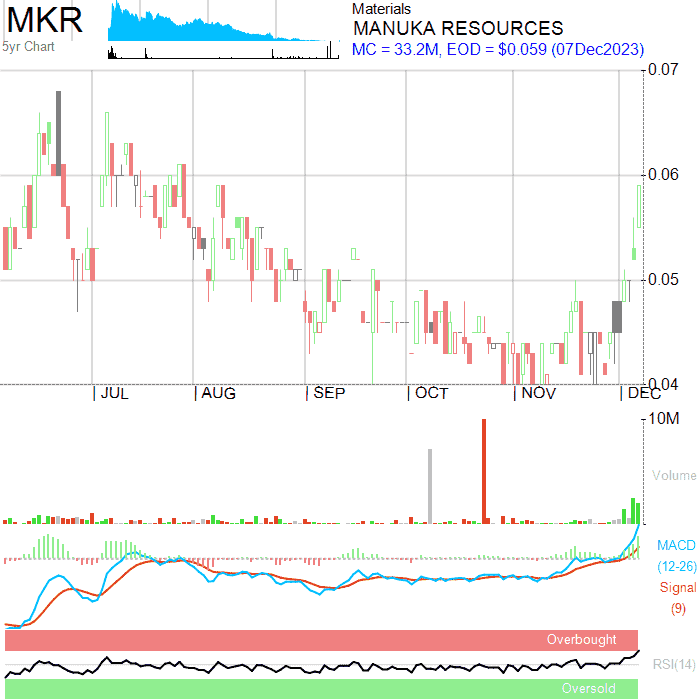 MKR
5yr Chart
Materials
MANUKA RESOURCES
MC = 33.2M, EOD = $0.059 (07Dec2023)
0.07
0.06
0.05
0.04
JUL AUG SEP OCT NOV DEC
10M
Volume
MACD
(12-26)
Signal
(9)
Overbought
RSI(14)
Oversold